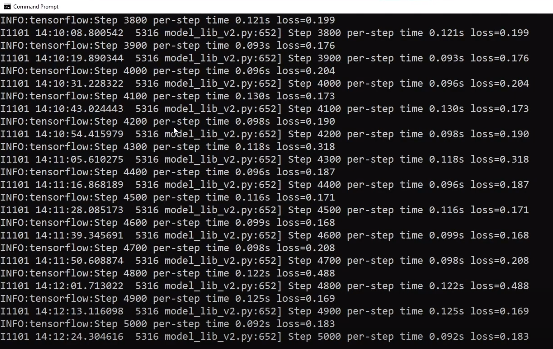 Command Prompt
INFO:tensorflow:Step 3800 per-step time 0.121s loss=0.199
I1101 14:10:08.800542  5316 model_lib_v2.py:652] Step 3800 per-step time 0.121s loss=0.199
INFO:tensorflow:Step 3900 per-step time 0.093s loss=0.176
I1101 14:10:19.890344  5316 model_lib_v2.py:652] Step 3900 per-step time 0.093s loss=0.176
INFO:tensorflow:Step 4000 per-step time 0.096s loss=0.204
I1101 14:10:31.228322  5316 model_lib_v2.py:652] Step 4000 per-step time 0.096s loss=0.204
INFO:tensorflow:Step 4100 per-step time 0.130s loss=0.173
I1101 14:10:43.024443  5316 model_lib_v2.py:652] Step 4100 per-step time 0.130s loss=0.173
INFO:tensorflow:Step 4200 per-step time 0.098s loss=0.190
I1101 14:10:54.415979  5316 model_lib_v2.py:652] Step 4200 per-step time 0.098s loss=0.190
INFO:tensorflow:Step 4300 per-step time 0.118s loss=0.318
I1101 14:11:05.610275  5316 model_lib_v2.py:652] Step 4300 per-step time 0.118s loss=0.318
INFO:tensorflow:Step 4400 per-step time 0.096s loss=0.187
I1101 14:11:16.868189  5316 model_lib_v2.py:652] Step 4400 per-step time 0.096s loss=0.187
INFO:tensorflow:Step 4500 per-step time 0.116s loss=0.171
I1101 14:11:28.085173  5316 model_lib_v2.py:652] Step 4500 per-step time 0.116s loss=0.171
INFO:tensorflow:Step 4600 per-step time 0.099s loss=0.168
I1101 14:11:39.345691  5316 model_lib_v2.py:652] Step 4600 per-step time 0.099s loss=0.168
INFO:tensorflow:Step 4700 per-step time 0.098s loss=0.208
I1101 14:11:50.608874  5316 model_lib_v2.py:652] Step 4700 per-step time 0.098s loss=0.208
INFO:tensorflow:Step 4800 per-step time 0.122s loss=0.488
I1101 14:12:01.713022  5316 model_lib_v2.py:652] Step 4800 per-step time 0.122s loss=0.488
INFO:tensorflow:Step 4900 per-step time 0.125s loss=0.169
I1101 14:12:13.116098  5316 model_lib_v2.py:652] Step 4900 per-step time 0.125s loss=0.169
INFO:tensorflow:Step 5000 per-step time 0.092s loss=0.183
I1101 14:12:24.304616  5316 model_lib_v2.py:652] Step 5000 per-step time 0.092s loss=0.183